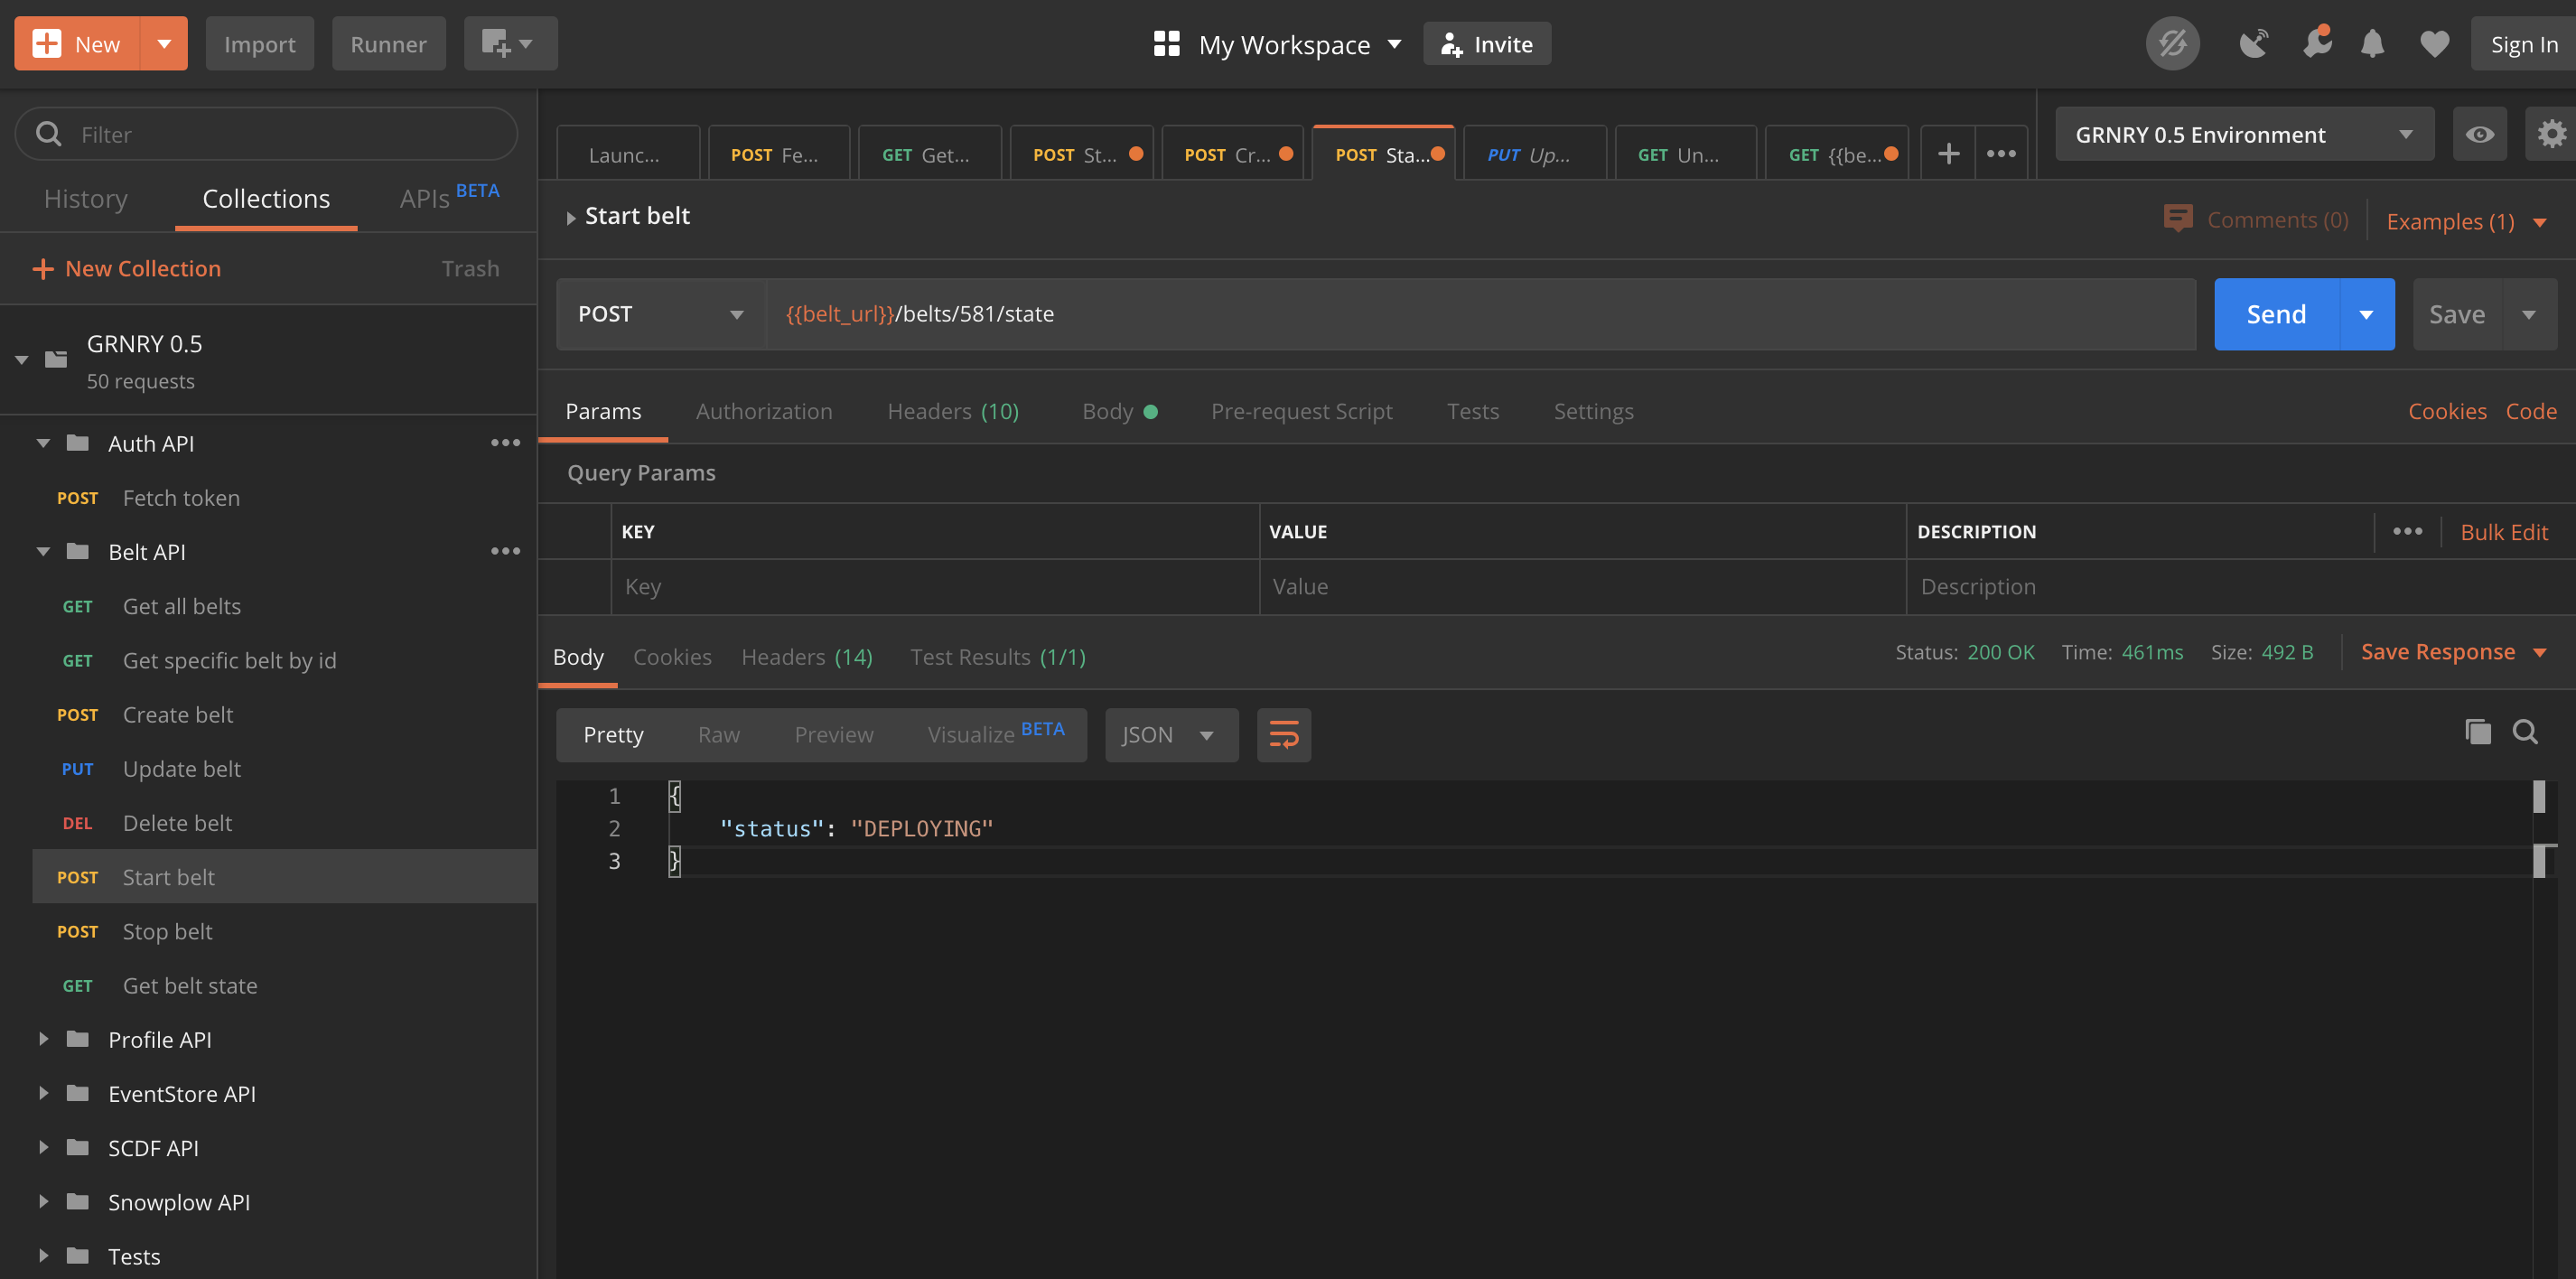 New Import Runner My Workspace Invite Sign In
Filter
History Collections APIs BETA
New Collection Trash
GRNRY 0.5
50 requests
Auth API
POST Fetch token
Belt API
GET Get all belts
GET Get specific belt by id
POST Create belt
PUT Update belt
DEL Delete belt
POST Start belt
POST Stop belt
GET Get belt state
Profile API
EventStore API
SCDF API
Snowplow API
Tests
Launc... POST Fe... GET Get... POST St... POST Cr... POST Sta... PUT Up... GET Un... GET {{be... GRNRY 0.5 Environment
Start belt Comments (0) Examples (1)
POST {{belt_url}}/belts/581/state Send Save
Params Authorization Headers (10) Body Pre-request Script Tests Settings Cookies Code
Query Params
KEY VALUE DESCRIPTION Bulk Edit
Key Value Description
Body Cookies Headers (14) Test Results (1/1) Status: 200 OK Time: 461ms Size: 492 B Save Response
Pretty Raw Preview Visualize BETA JSON
1 {
2 "status": "DEPLOYING"
3 }